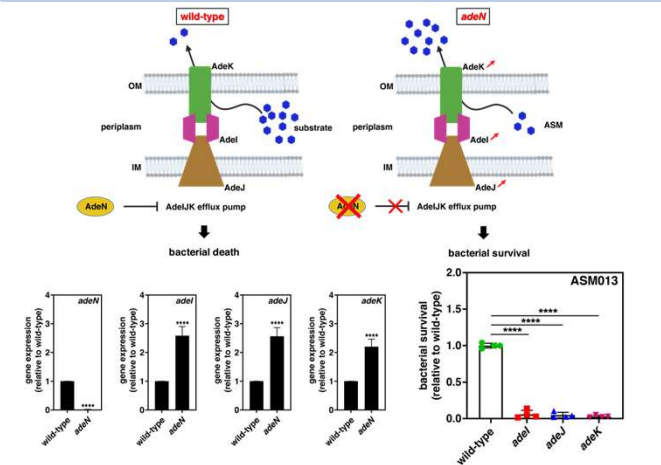 wild-type
adeN
AdeK
AdeK
OM
OM
periplasm
substrate
periplasm
ASM
AdeI
AdeI
IM
IM
AdeJ
AdeJ
AdeN
AdeIJK efflux pump
AdeN
AdeIJK efflux pump
bacterial death
bacterial survival
gene expression
(relative to wild-type)
4
3
2
1
0
adeN
****
wild-type
adeN
gene expression
(relative to wild-type)
4
3
2
1
0
adeI
****
wild-type
adeN
gene expression
(relative to wild-type)
4
3
2
1
0
adeJ
****
wild-type
adeN
gene expression
(relative to wild-type)
4
3
2
1
0
adeK
****
wild-type
adeN
bacterial survival
(relative to wild-type)
2.0
1.5
1.0
0.5
0.0
ASM013
****
****
****
wild-type
adeI
adeJ
adeK